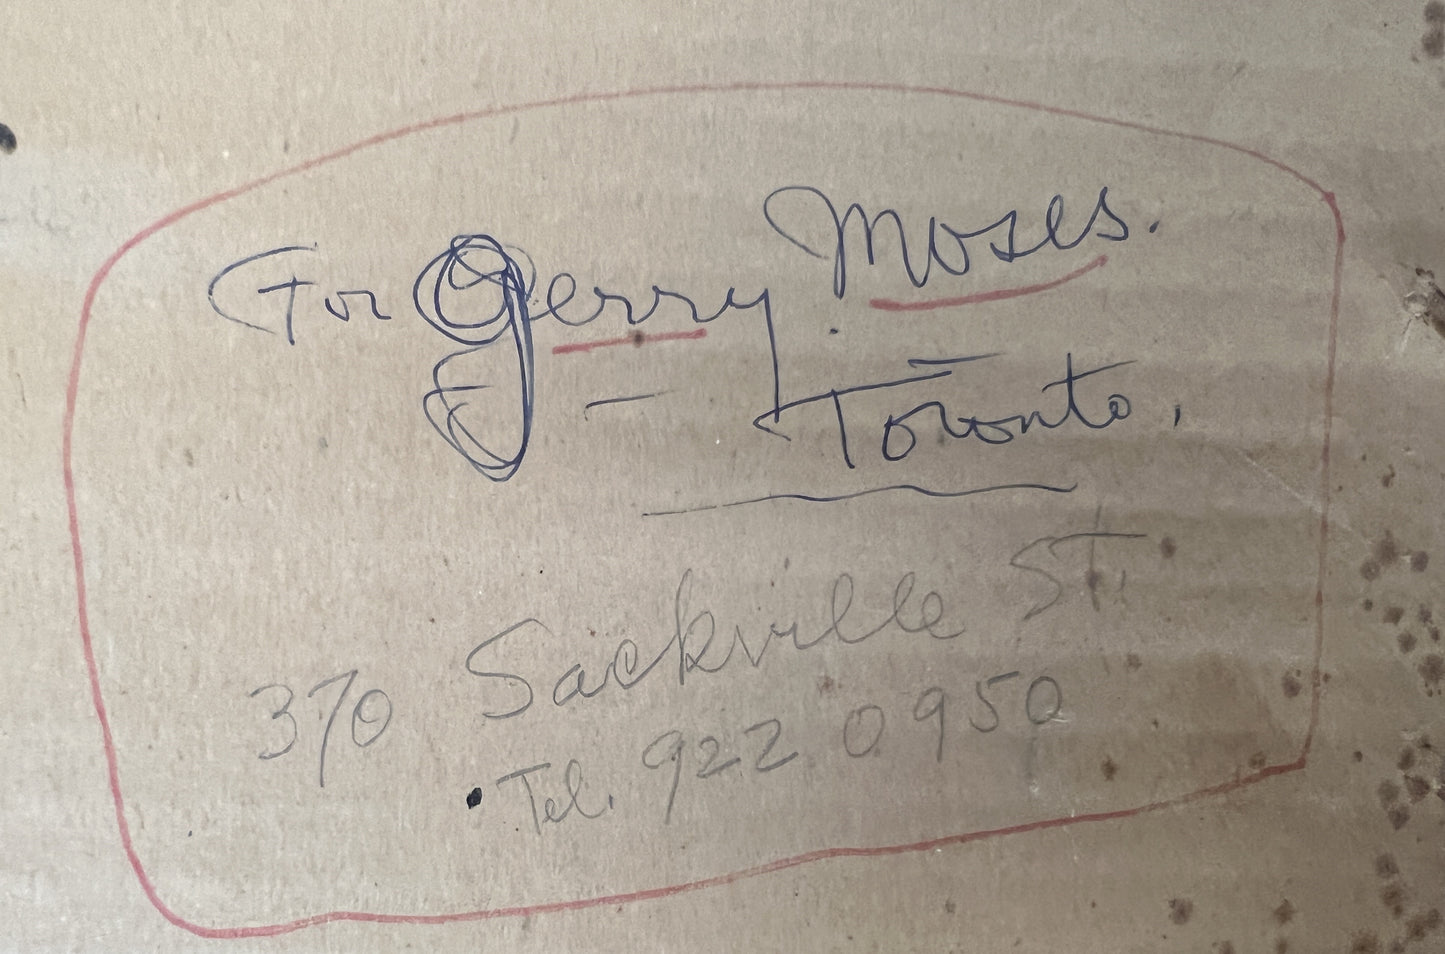 For Gerry Moses.
Toronto.
370 Sackville ST.
Tel. 922 0950